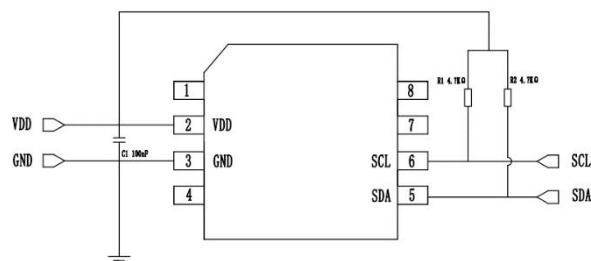 R1 4.7KΩ R2 4.7KΩ
1 8
VDD 2 VDD 7
C1 100nF
GND 3 GND SCL 6 SCL
4 SDA 5 SDA